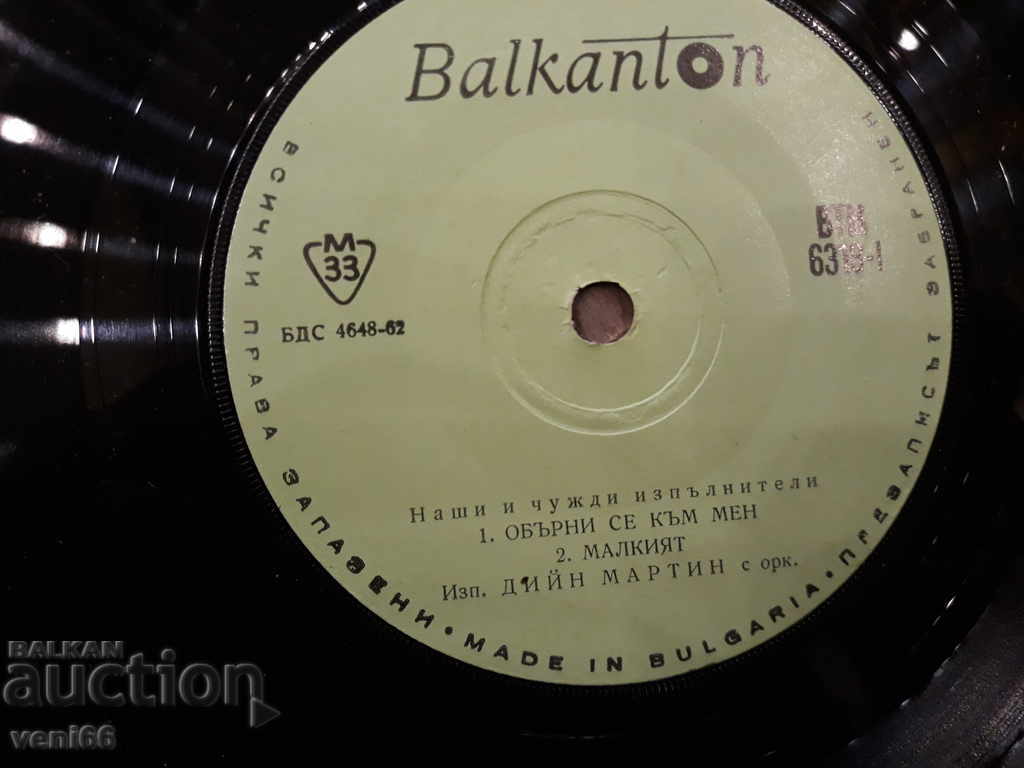 Balkanton
М
33
БДС 4648-62
Наши и чужди изпълнители
1. ОБЪРНИ СЕ КЪМ МЕН
2. МАЛКИЯТ
Изп. ДИЙН МАРТИН с орк.
ВСИЧКИ ПРАВА ЗАПАЗЕНИ • MADE IN BULGARIA • ПРЕЗАПИСЪТ ЗАБРАНЕН
BALKAN
auction
veni66